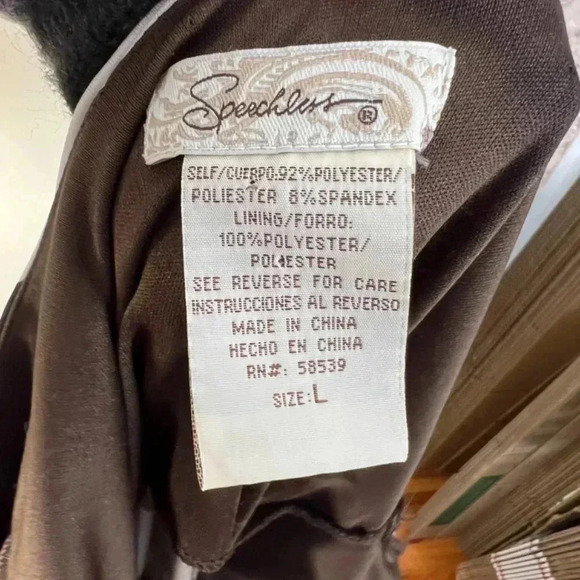 Speechless ®
SELF/CUERPO:92%POLYESTER/
POLIESTER 8%SPANDEX
LINING/FORRO:
100%POLYESTER/
POLIESTER
SEE REVERSE FOR CARE
INSTRUCCIONES AL REVERSO
MADE IN CHINA
HECHO EN CHINA
RN#: 58539
SIZE:L